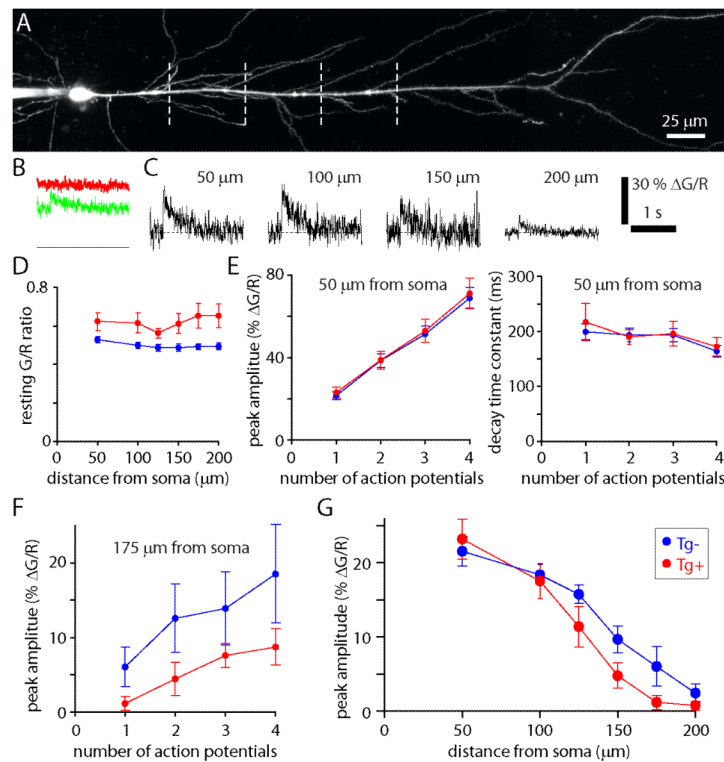 A
25 μm
B
C
50 μm
100 μm
150 μm
200 μm
30 % ΔG/R
1 s
D
0.8
0
resting G/R ratio
0 50 100 150 200
distance from soma (μm)
E
50 μm from soma
80
40
0
peak amplitue (% ΔG/R)
0 1 2 3 4
number of action potentials
50 μm from soma
300
200
100
0
decay time constant (ms)
0 1 2 3 4
number of action potentials
F
175 μm from soma
20
10
0
peak amplitue (% ΔG/R)
0 1 2 3 4
number of action potentials
G
Tg-
Tg+
20
10
0
peak amplitude (% ΔG/R)
0 50 100 150 200
distance from soma (μm)